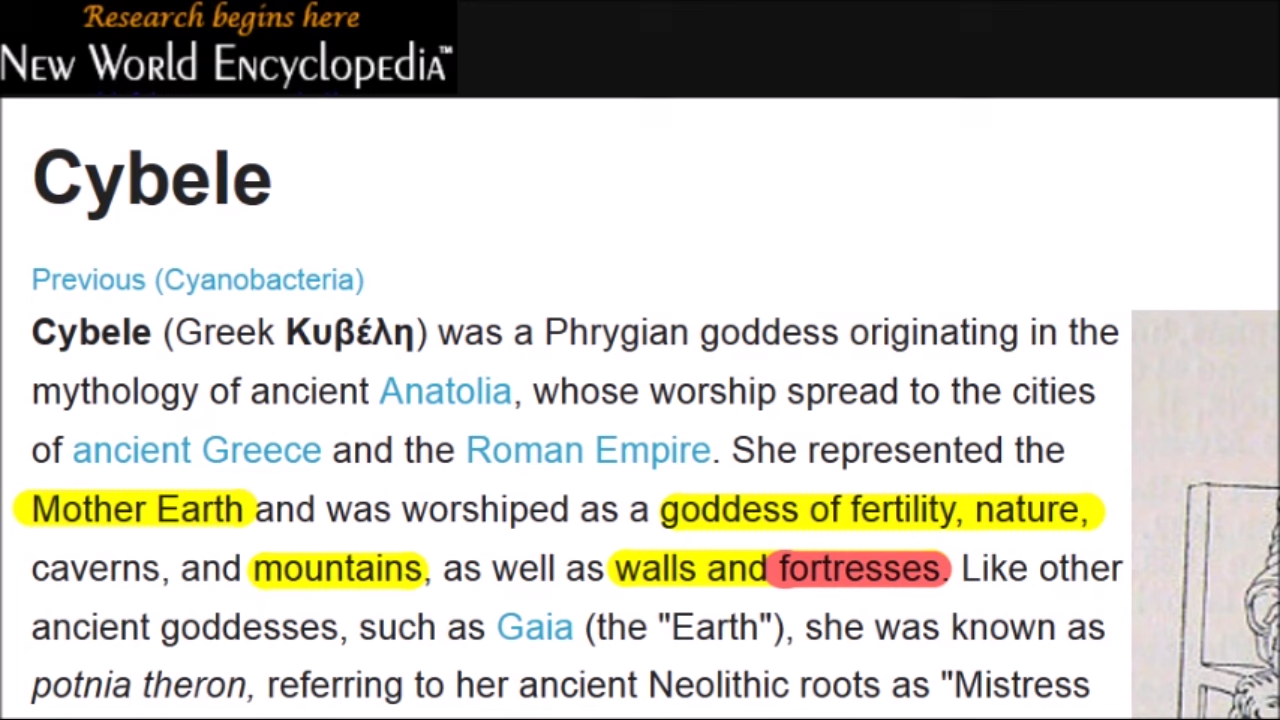 Research begins here
New World Encyclopedia™
Cybele
Previous (Cyanobacteria)
Cybele (Greek Κυβέλη) was a Phrygian goddess originating in the
mythology of ancient Anatolia, whose worship spread to the cities
of ancient Greece and the Roman Empire. She represented the
Mother Earth and was worshiped as a goddess of fertility, nature,
caverns, and mountains, as well as walls and fortresses. Like other
ancient goddesses, such as Gaia (the "Earth"), she was known as
potnia theron, referring to her ancient Neolithic roots as "Mistress